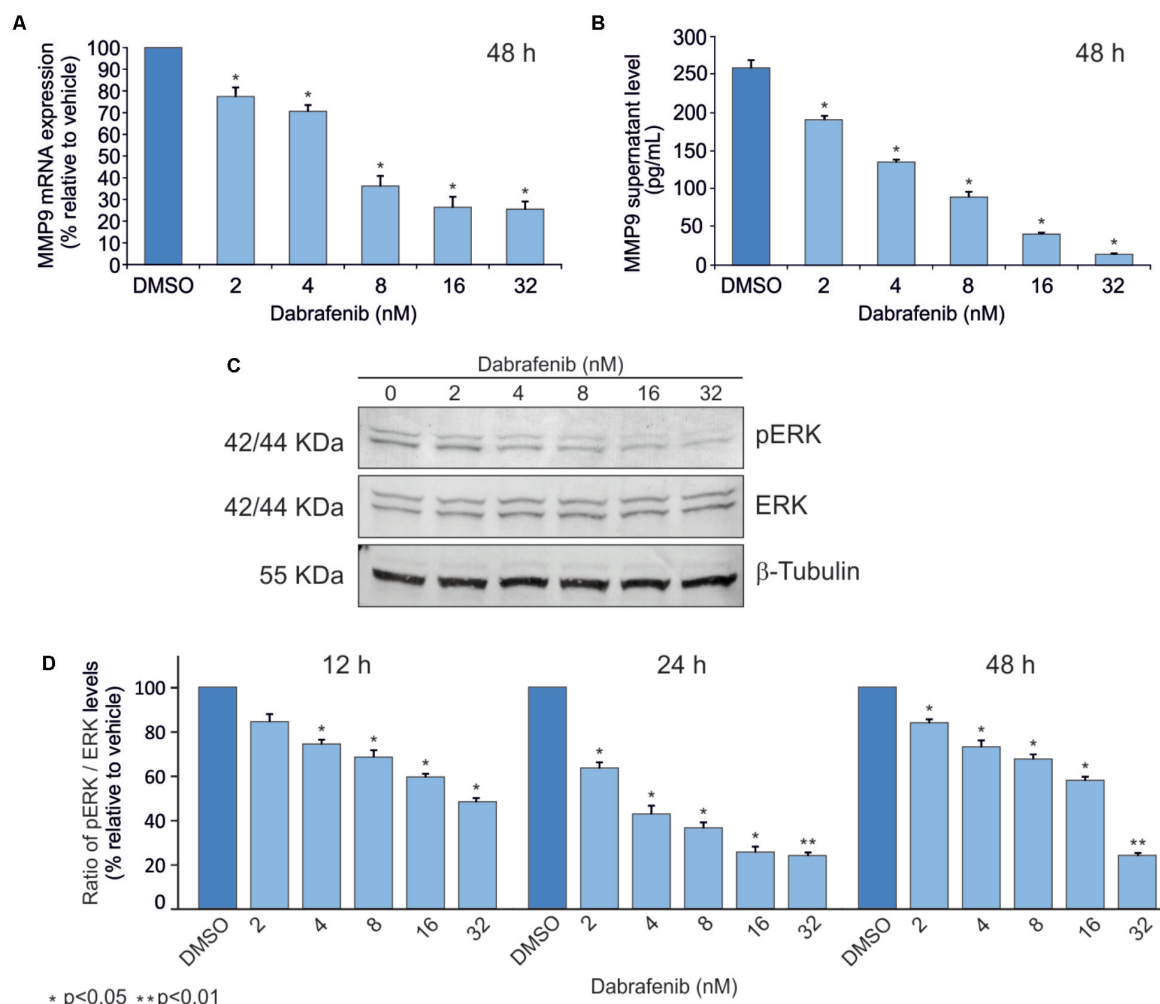 A
48 h
MMP9 mRNA expression
(% relative to vehicle)
100
90
80
70
60
50
40
30
20
10
0
* * * * *
DMSO 2 4 8 16 32
Dabrafenib (nM)
B
48 h
MMP9 supernatant level
(pg/mL)
300
250
200
150
100
50
0
* * * * *
DMSO 2 4 8 16 32
Dabrafenib (nM)
C
Dabrafenib (nM)
0 2 4 8 16 32
42/44 KDa pERK
42/44 KDa ERK
55 KDa β-Tubulin
D
12 h 24 h 48 h
Ratio of pERK / ERK levels
(% relative to vehicle)
100
80
60
40
20
0
* * * *
* * * * **
* * * * **
DMSO 2 4 8 16 32 DMSO 2 4 8 16 32 DMSO 2 4 8 16 32
Dabrafenib (nM)
* p<0.05 **p<0.01